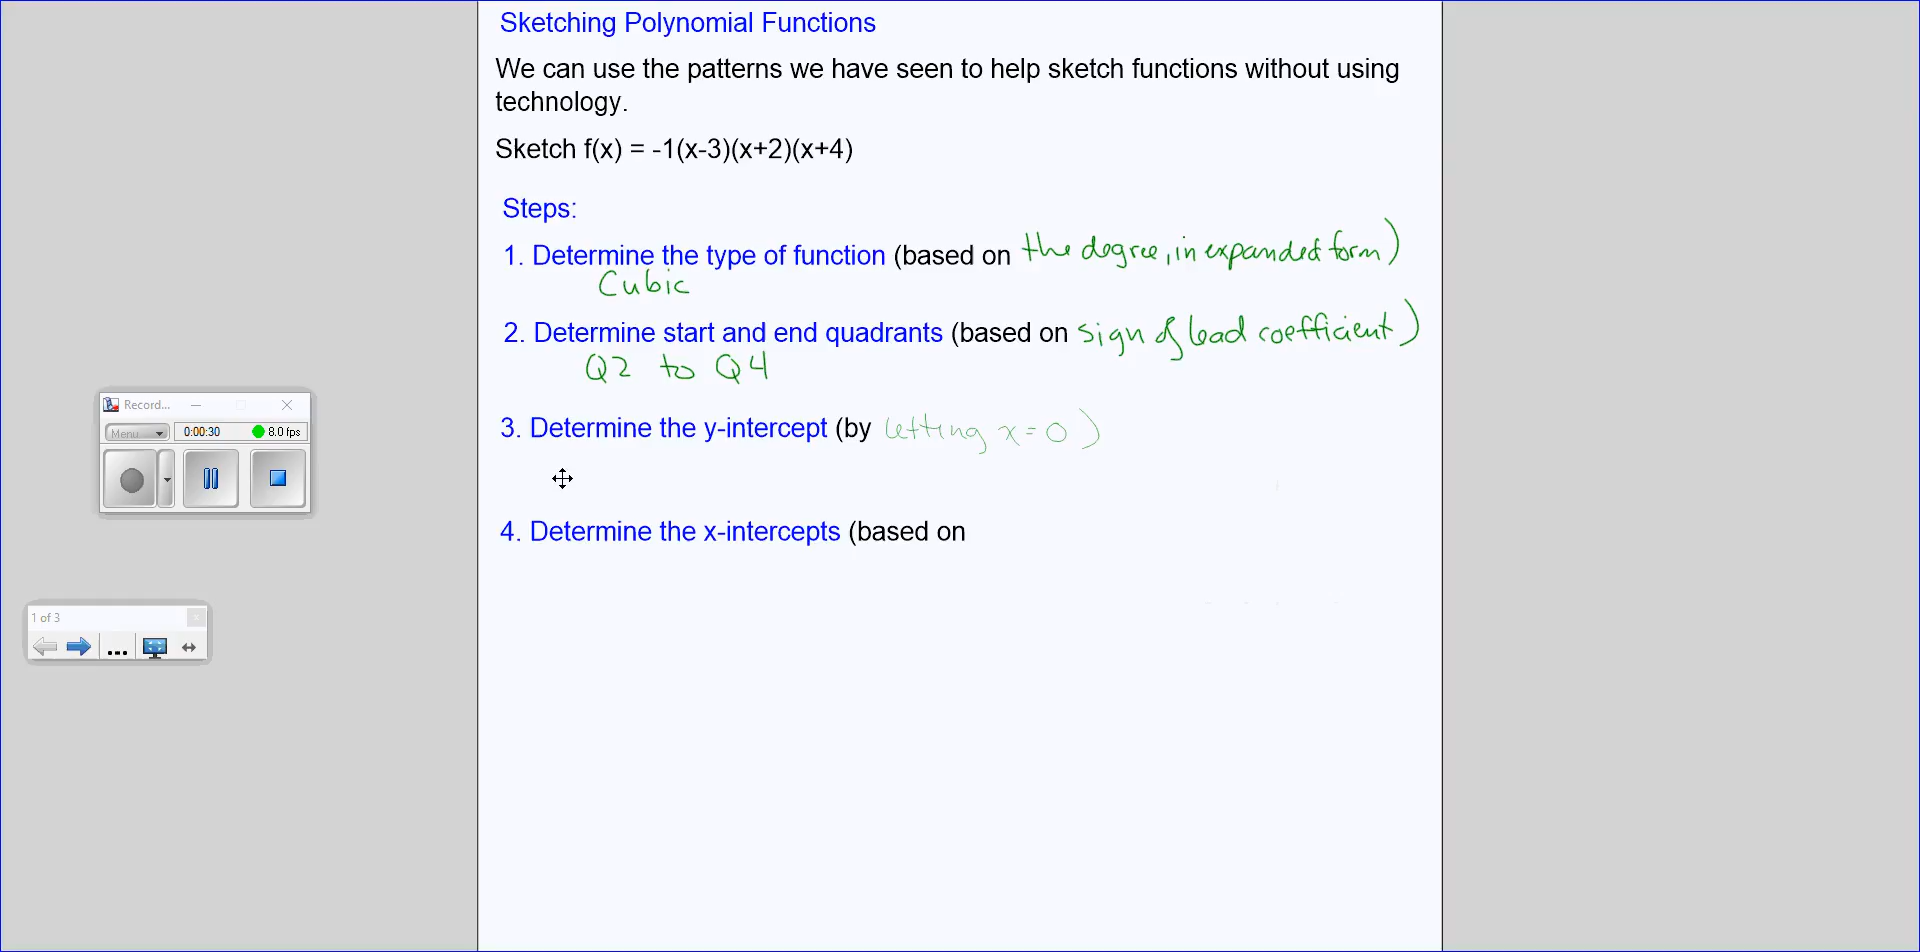 Sketching Polynomial Functions
We can use the patterns we have seen to help sketch functions without using
technology.
Sketch f(x) = -1(x-3)(x+2)(x+4)
Steps:
1. Determine the type of function (based on the degree, in expanded form)
Cubic
2. Determine start and end quadrants (based on sign of lead coefficient)
Q2 to Q4
3. Determine the y-intercept (by letting x=0)
4. Determine the x-intercepts (based on
Record...
Menu 0:00:30 8.0 fps
1 of 3
...